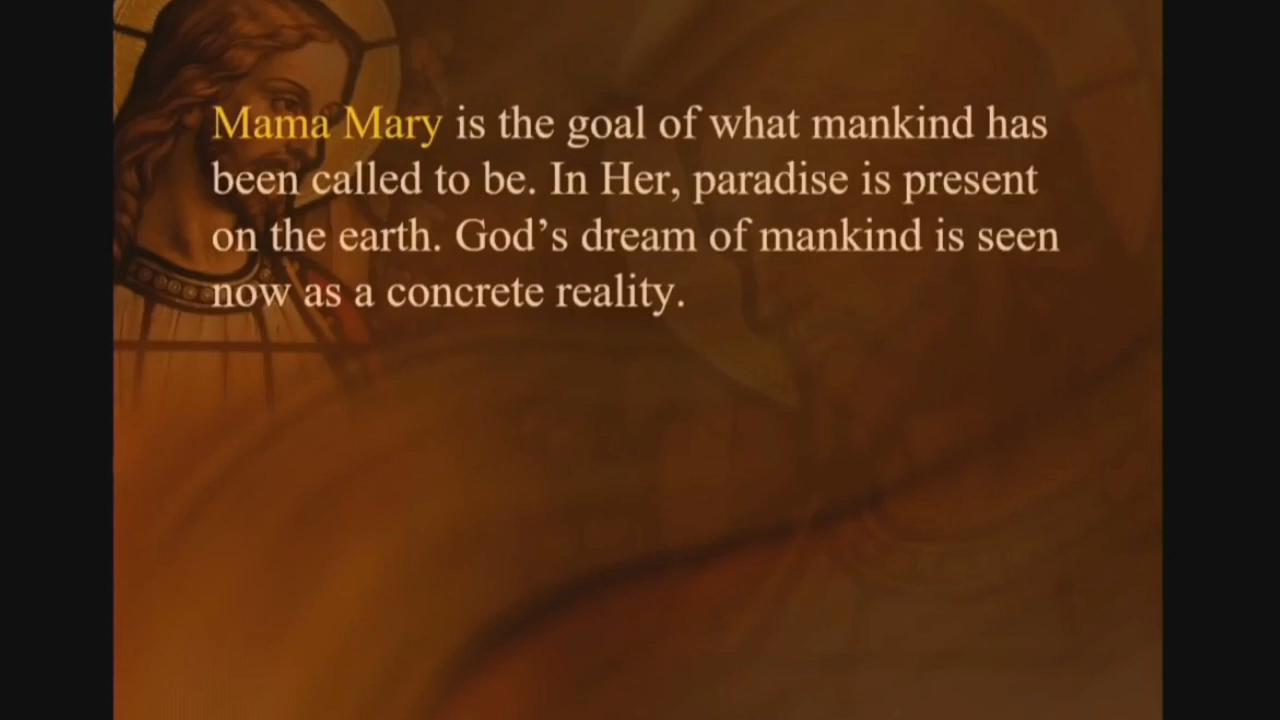 Mama Mary is the goal of what mankind has
been called to be. In Her, paradise is present
on the earth. God’s dream of mankind is seen
now as a concrete reality.